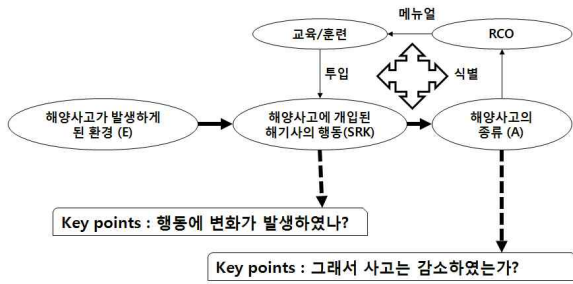 메뉴얼
교육/훈련
RCO
투입
식별
해양사고가 발생하게
된 환경 (E)
해양사고에 개입된
해기사의 행동(SRK)
해양사고의
종류 (A)
Key points : 행동에 변화가 발생하였나?
Key points : 그래서 사고는 감소하였는가?